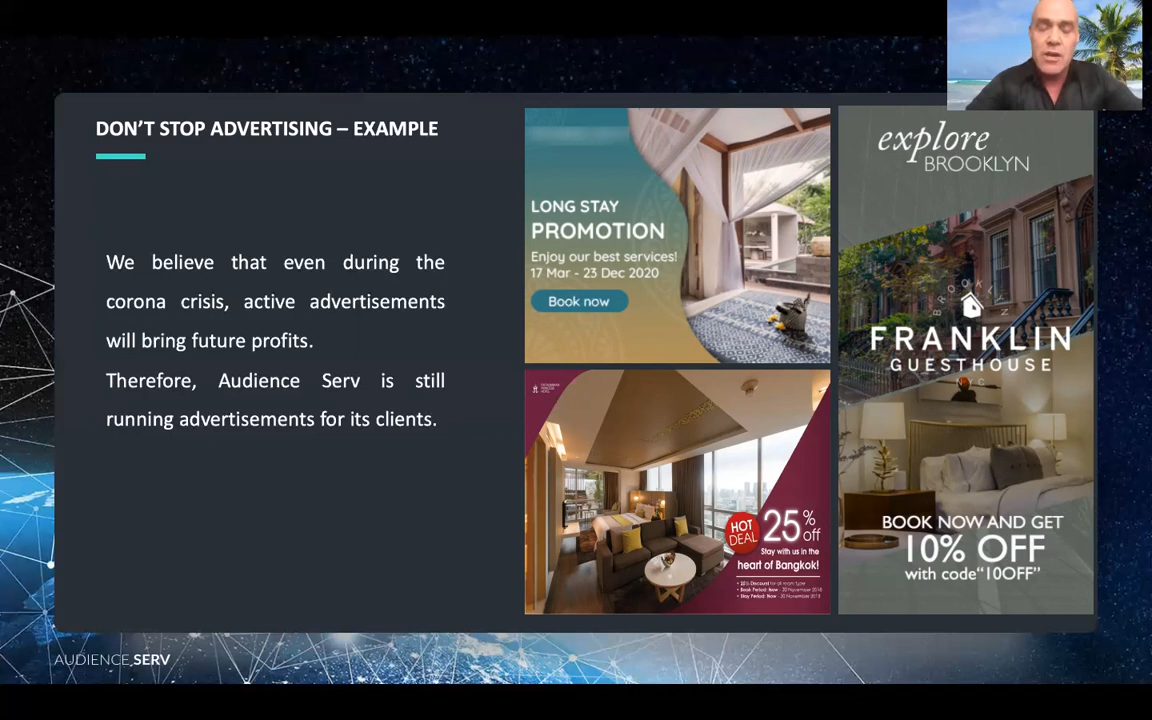 DON'T STOP ADVERTISING – EXAMPLE
We believe that even during the
corona crisis, active advertisements
will bring future profits.
Therefore, Audience Serv is still
running advertisements for its clients.
LONG STAY
PROMOTION
Enjoy our best services!
17 Mar - 23 Dec 2020
Book now
HOT
DEAL
25%
off
Stay with us in the
heart of Bangkok!
explore
BROOKLYN
BROOKLYN
FRANKLIN
GUESTHOUSE
NYC
BOOK NOW AND GET
10% OFF
with code"10OFF"
AUDIENCE.SERV